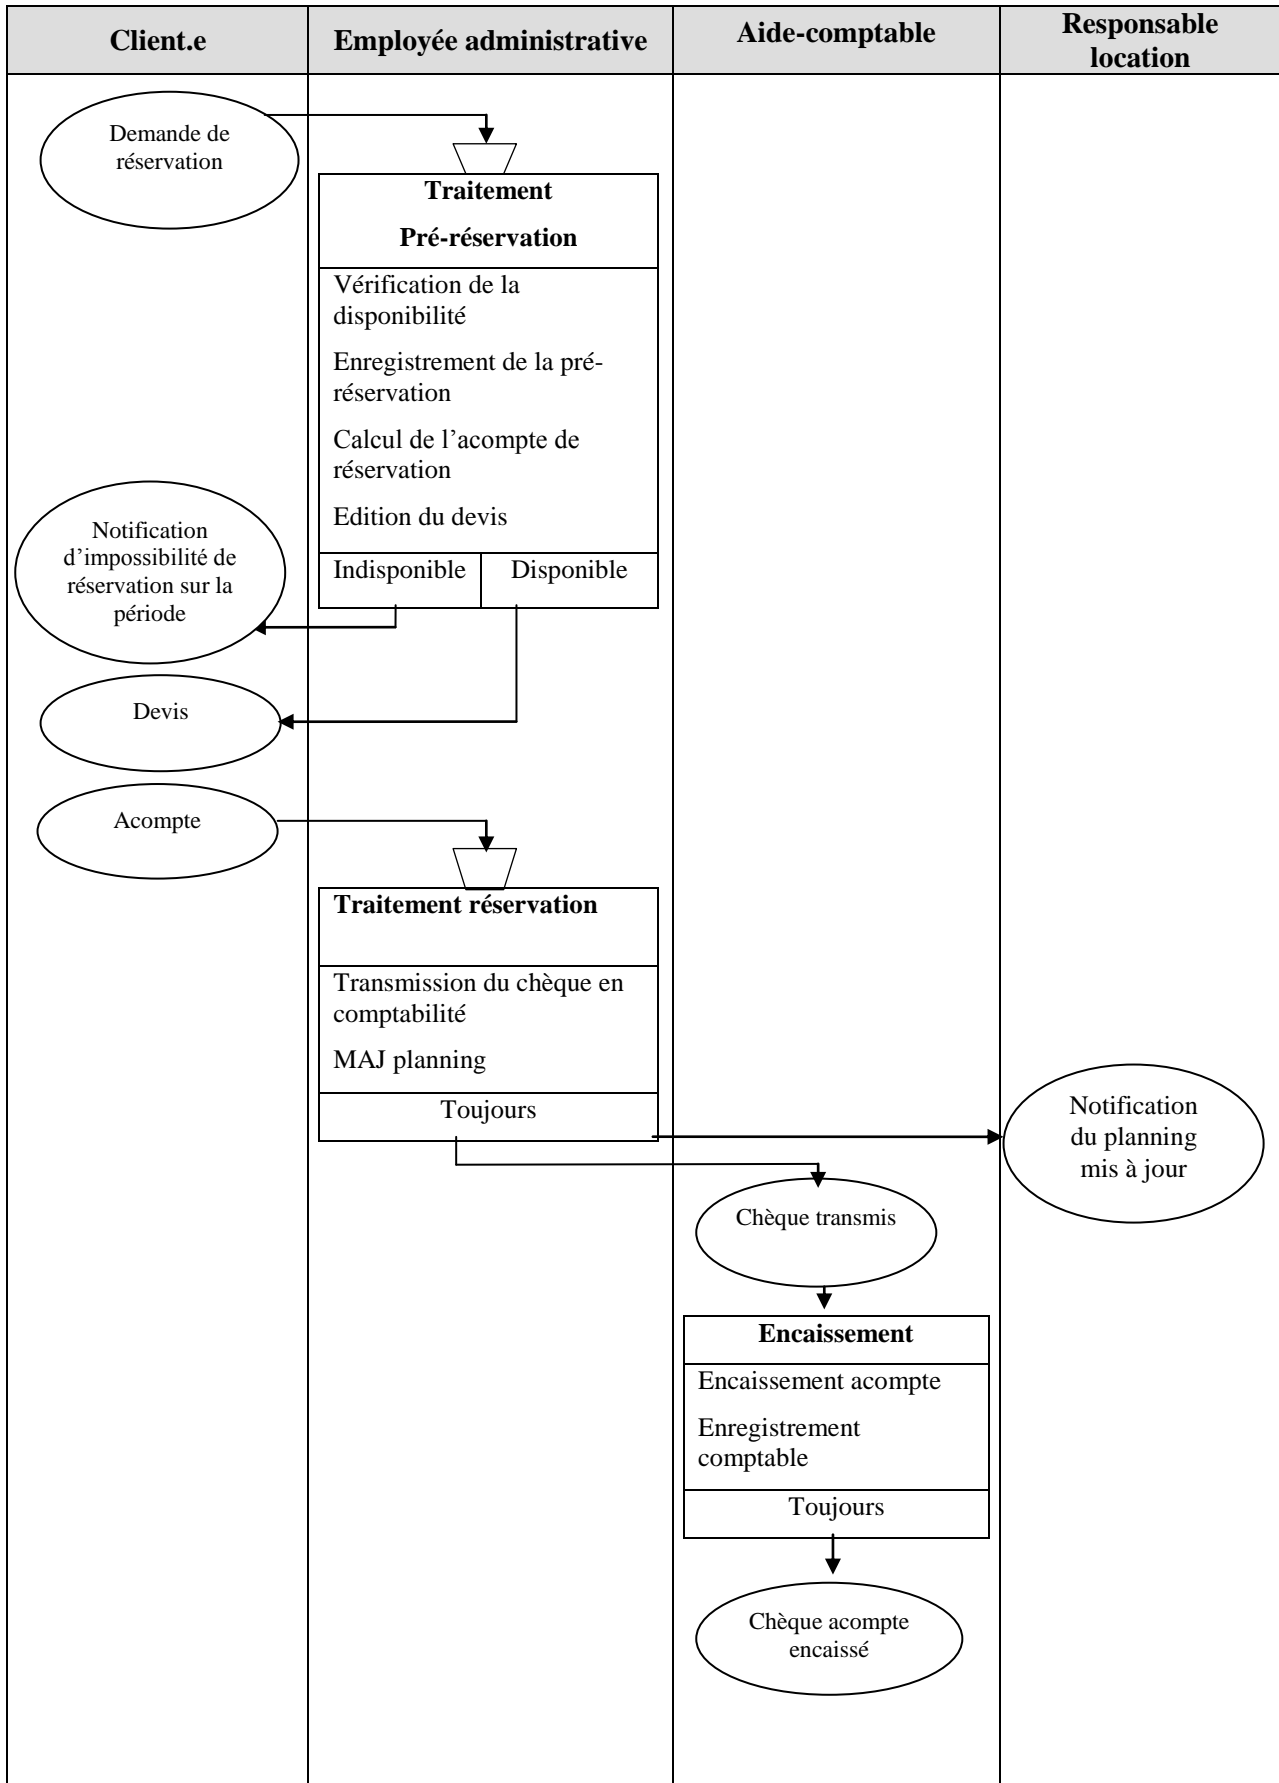 Client.e
Employée administrative
Aide-comptable
Responsable
location
Demande de
réservation
Traitement
Pré-réservation
Vérification de la
disponibilité
Enregistrement de la pré-
réservation
Calcul de l’acompte de
réservation
Edition du devis
Indisponible
Disponible
Notification
d’impossibilité de
réservation sur la
période
Devis
Acompte
Traitement réservation
Transmission du chèque en
comptabilité
MAJ planning
Toujours
Notification
du planning
mis à jour
Chèque transmis
Encaissement
Encaissement acompte
Enregistrement
comptable
Toujours
Chèque acompte
encaissé